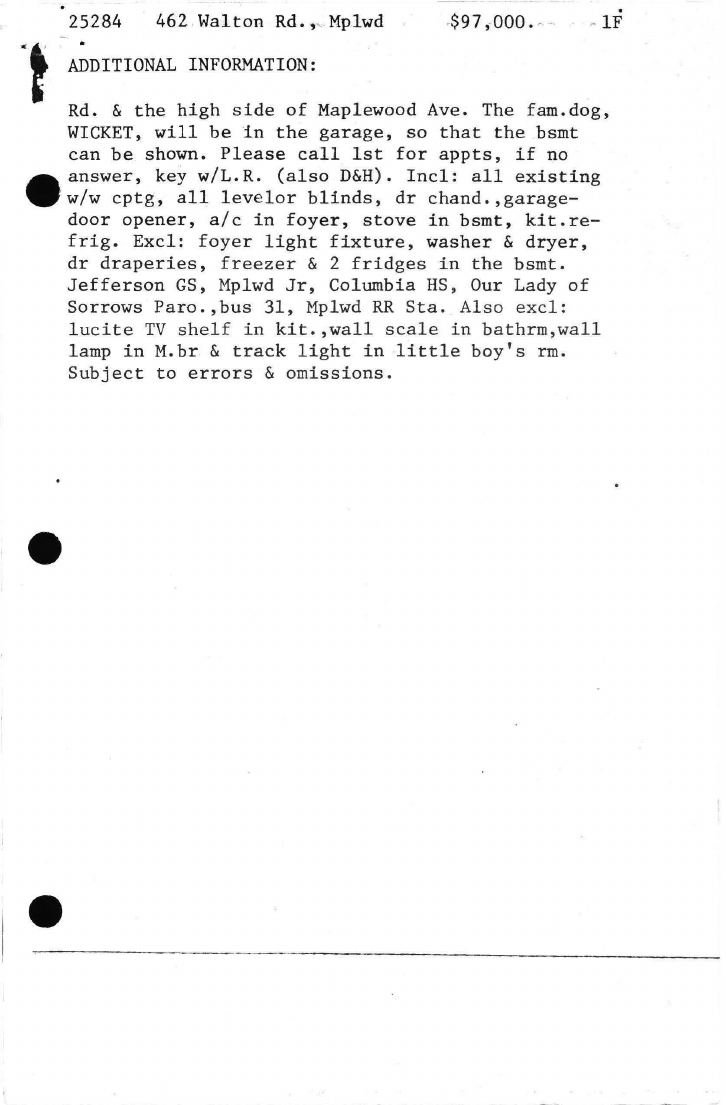 25284 462 Walton Rd., Mplwd $97,000. 1F
ADDITIONAL INFORMATION:
Rd. & the high side of Maplewood Ave. The fam.dog,
WICKET, will be in the garage, so that the bsmt
can be shown. Please call 1st for appts, if no
answer, key w/L.R. (also D&H). Incl: all existing
w/w cptg, all levelor blinds, dr chand.,garage-
door opener, a/c in foyer, stove in bsmt, kit.re-
frig. Excl: foyer light fixture, washer & dryer,
dr draperies, freezer & 2 fridges in the bsmt.
Jefferson GS, Mplwd Jr, Columbia HS, Our Lady of
Sorrows Paro.,bus 31, Mplwd RR Sta. Also excl:
lucite TV shelf in kit.,wall scale in bathrm,wall
lamp in M.br & track light in little boy's rm.
Subject to errors & omissions.